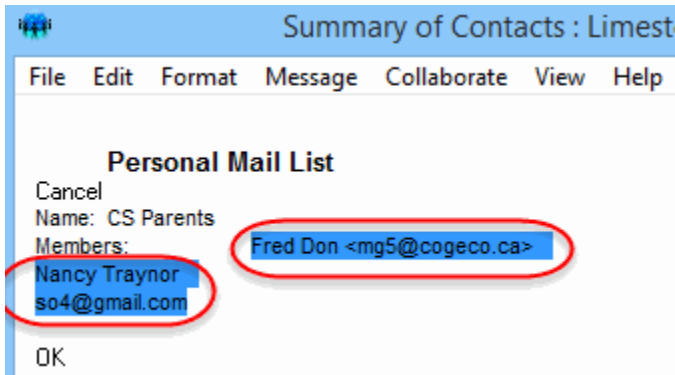 Summary of Contacts : Limest
File Edit Format Message Collaborate View Help
Personal Mail List
Cancel
Name: CS Parents
Members: Fred Don <mg5@cogeco.ca>
Nancy Traynor
so4@gmail.com
OK